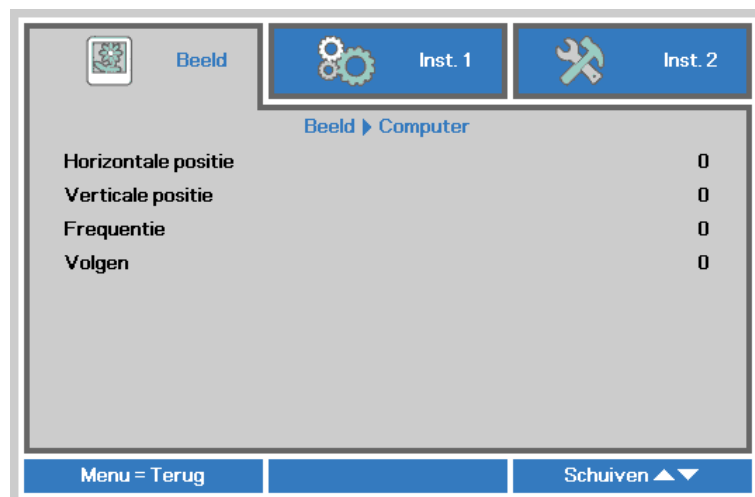 Beeld
Inst. 1
Inst. 2
Beeld ▶ Computer
Horizontale positie 0
Verticale positie 0
Frequentie 0
Volgen 0
Menu = Terug
Schuiven ▲▼